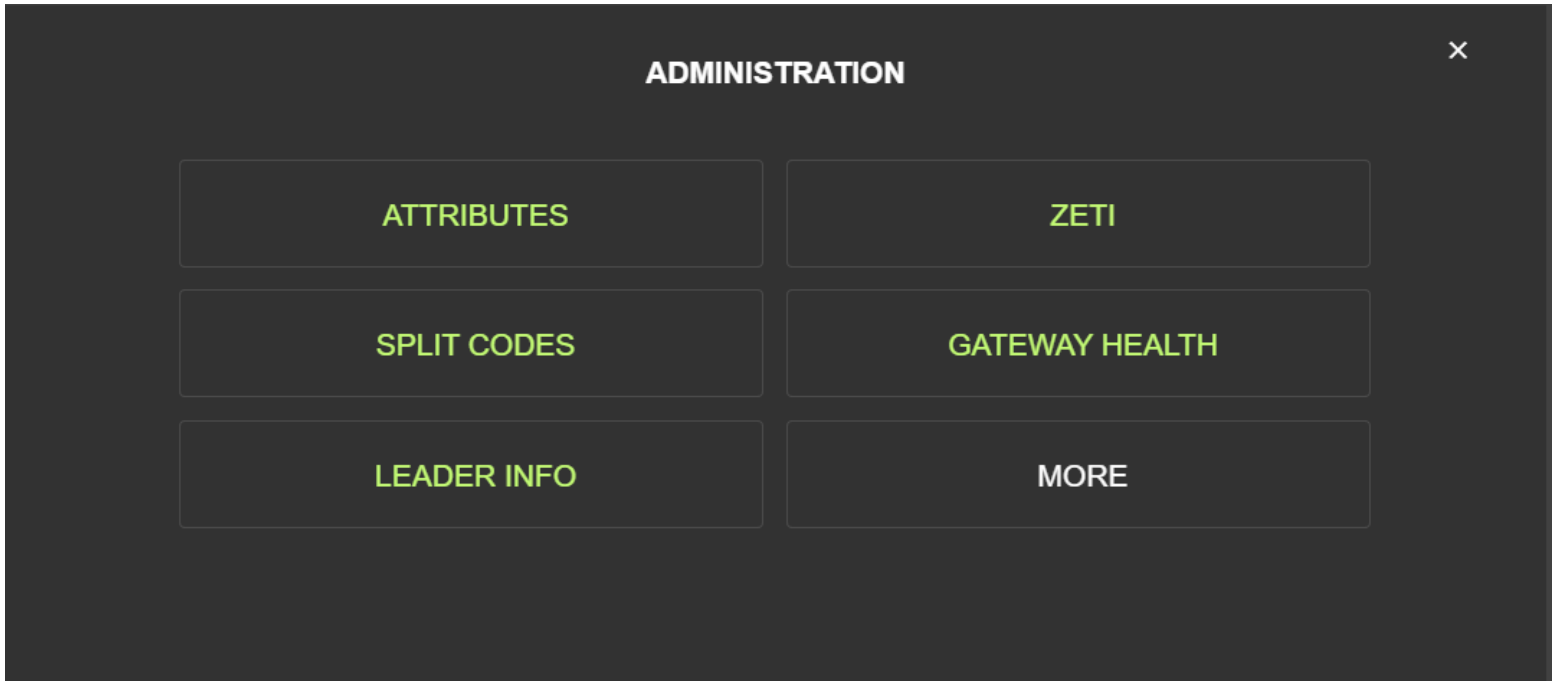 ADMINISTRATION
×
ATTRIBUTES
ZETI
SPLIT CODES
GATEWAY HEALTH
LEADER INFO
MORE